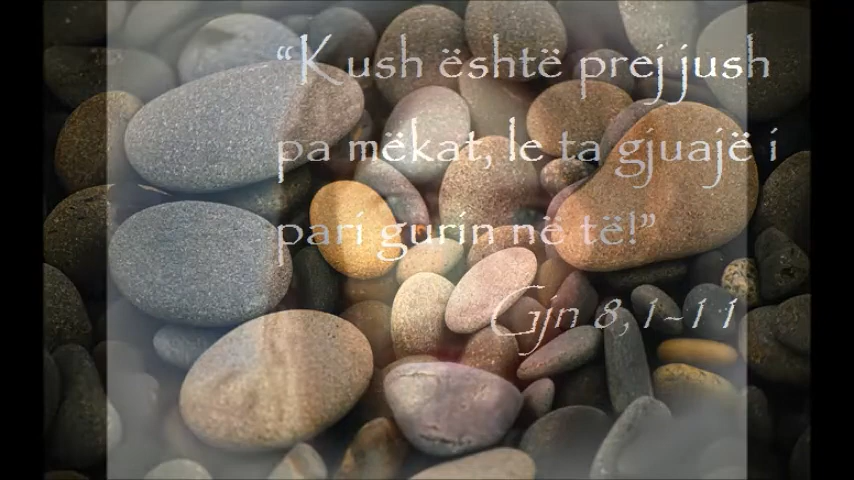 “Kush është prej jush
pa mëkat, le ta gjuajë i
pari gurin në të!”
Gjn 8, 1-11